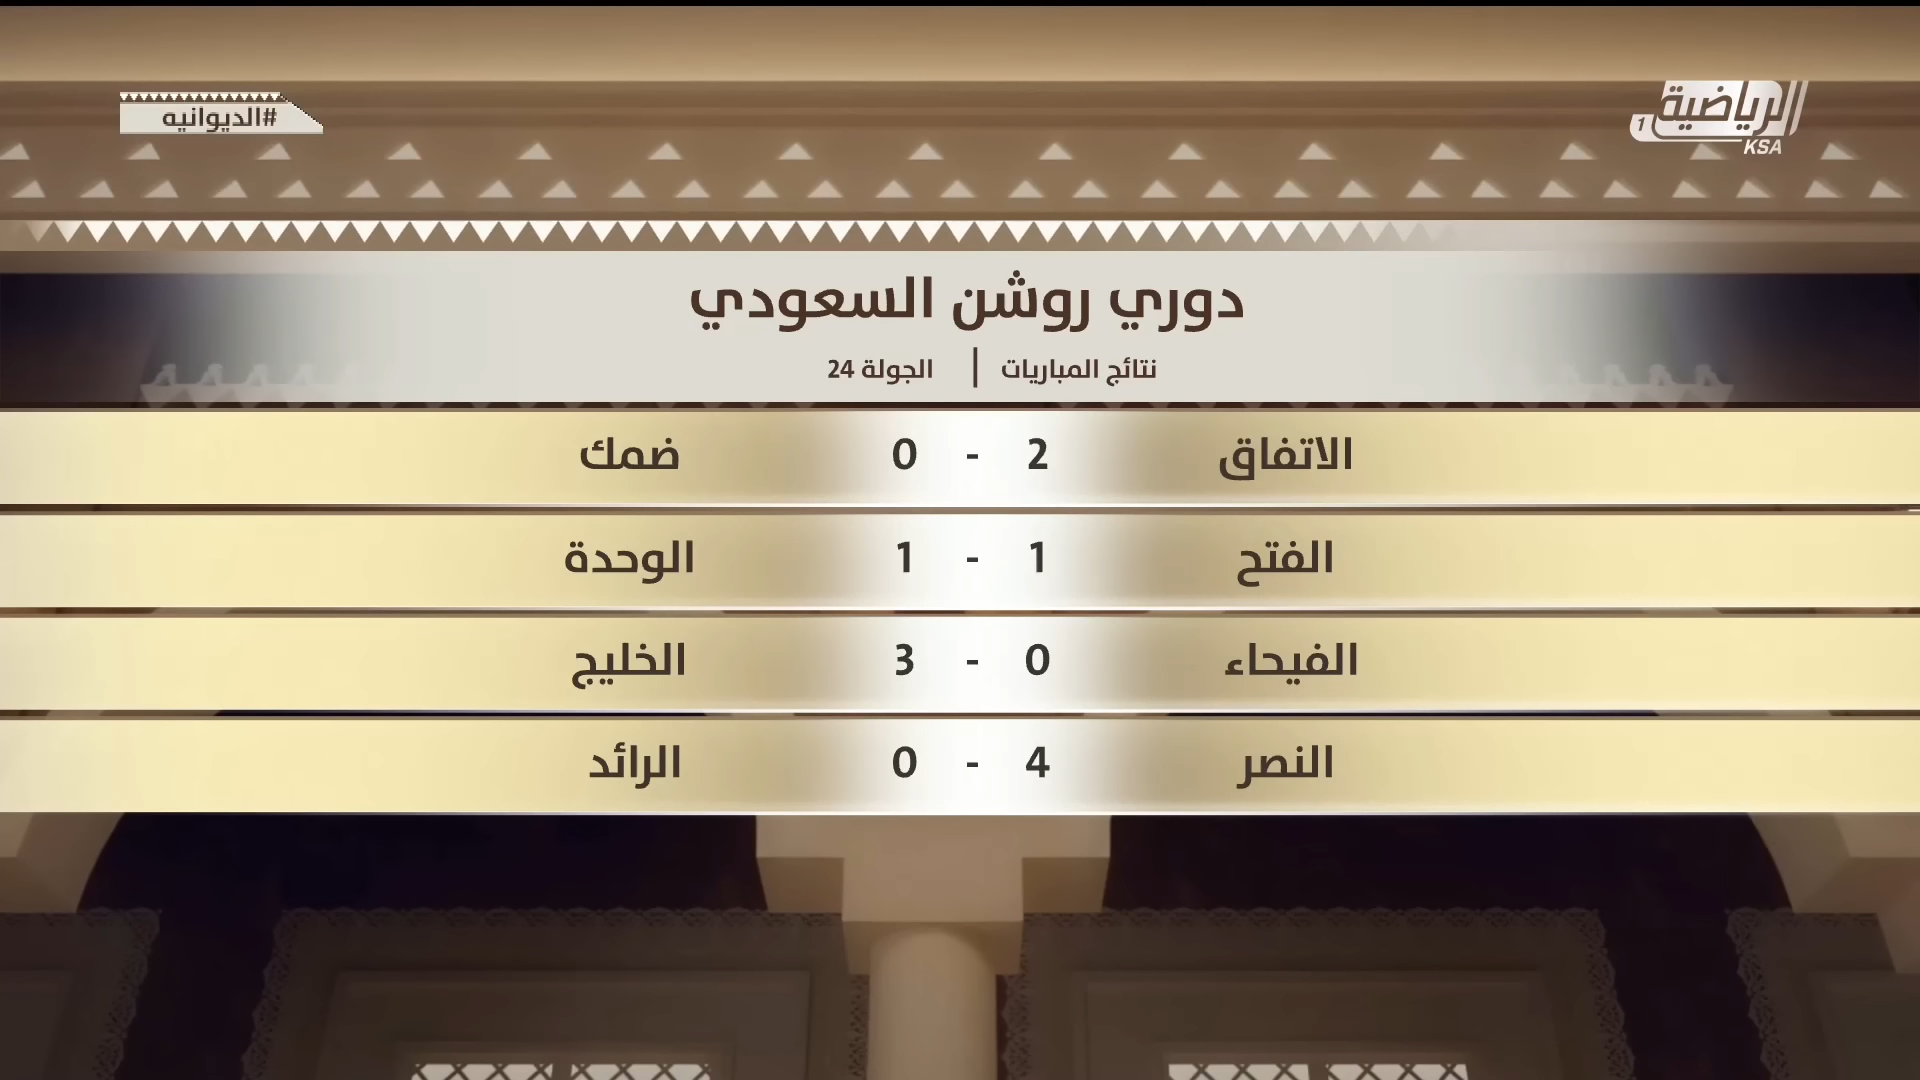 #الديوانيه
الرياضية
1
KSA
دوري روشن السعودي
نتائج المباريات | الجولة 24
الاتفاق 2 - 0 ضمك
الفتح 1 - 1 الوحدة
الفيحاء 0 - 3 الخليج
النصر 4 - 0 الرائد